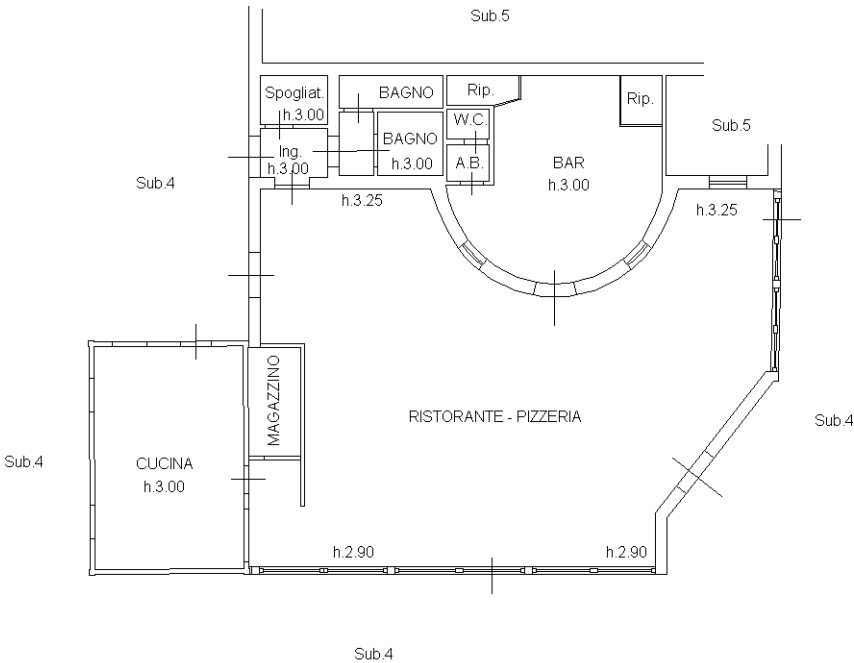 Sub.5
Spogliat.
h.3.00
BAGNO
Rip.
Rip.
W.C.
Sub.5
Ing.
h.3.00
BAGNO
h.3.00
A.B.
BAR
h.3.00
Sub.4
h.3.25
h.3.25
MAGAZZINO
RISTORANTE - PIZZERIA
Sub.4
Sub.4
CUCINA
h.3.00
h.2.90
h.2.90
Sub.4